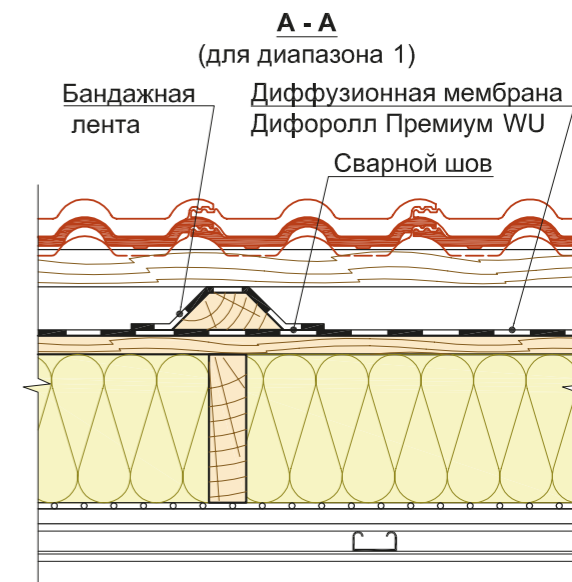 А - А
(для диапазона 1)
Бандажная
лента
Диффузионная мембрана
Дифоролл Премиум WU
Сварной шов